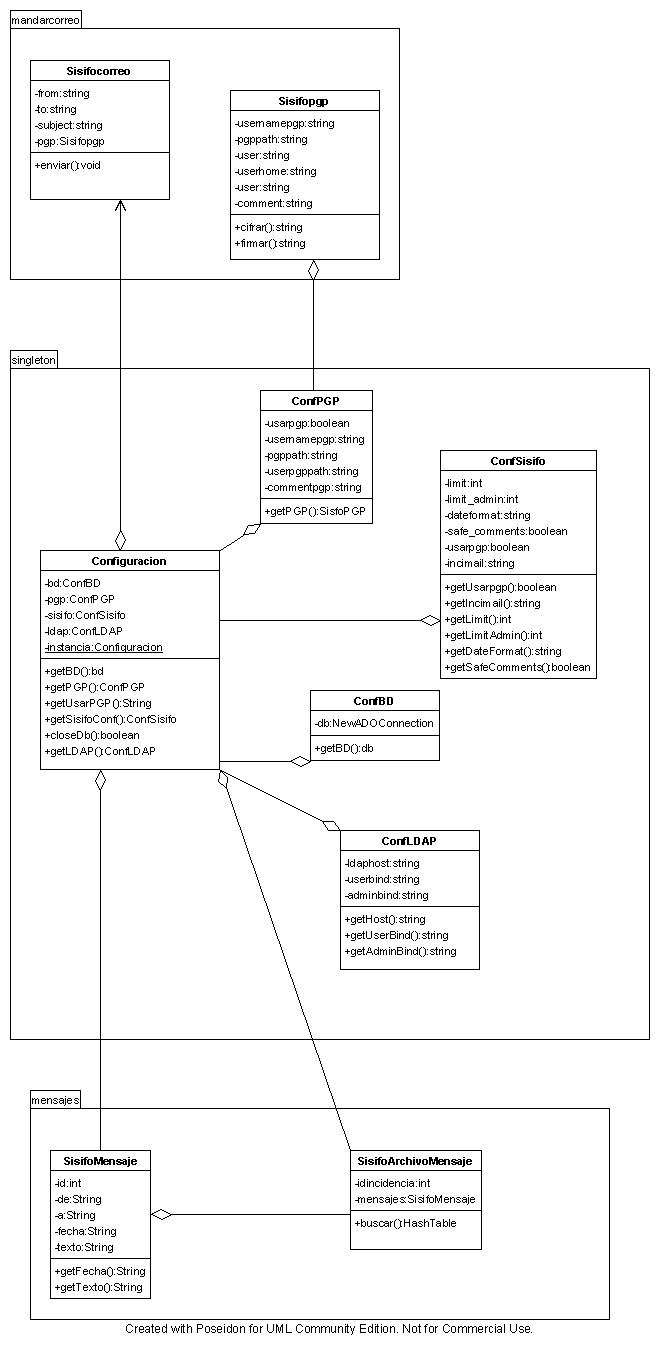 mandarcorreo
Sisifocorreo
-from:string
-to:string
-subject:string
-pgp:Sisifopgp
+enviar():void
Sisifopgp
-usernamepgp:string
-pgppath:string
-user:string
-userhome:string
-user:string
-comment:string
+cifrar():string
+firmar():string
singleton
ConfPGP
-usarpgp:boolean
-usernamepgp:string
-pgppath:string
-userpgppath:string
-commentpgp:string
+getPGP():SisfoPGP
ConfSisifo
-limit:int
-limit_admin:int
-dateformat:string
-safe_comments:boolean
-usarpgp:boolean
-incimail:string
+getUsarpgp():boolean
+getIncimail():string
+getLimit():int
+getLimitAdmin():int
+getDateFormat():string
+getSafeComments():boolean
Configuracion
-bd:ConfBD
-pgp:ConfPGP
-sisifo:ConfSisifo
-ldap:ConfLDAP
-instancia:Configuracion
+getBD():bd
+getPGP():ConfPGP
+getUsarPGP():String
+getSisifoConf():ConfSisifo
+closeDb():boolean
+getLDAP():ConfLDAP
ConfBD
-db:NewADOConnection
+getBD():db
ConfLDAP
-ldaphost:string
-userbind:string
-adminbind:string
+getHost():string
+getUserBind():string
+getAdminBind():string
mensajes
SisifoMensaje
-id:int
-de:String
-a:String
-fecha:String
-texto:String
+getFecha():String
+getTexto():String
SisifoArchivoMensaje
-idincidencia:int
-mensajes:SisifoMensaje
+buscar():HashTable
Created with Poseidon for UML Community Edition. Not for Commercial Use.